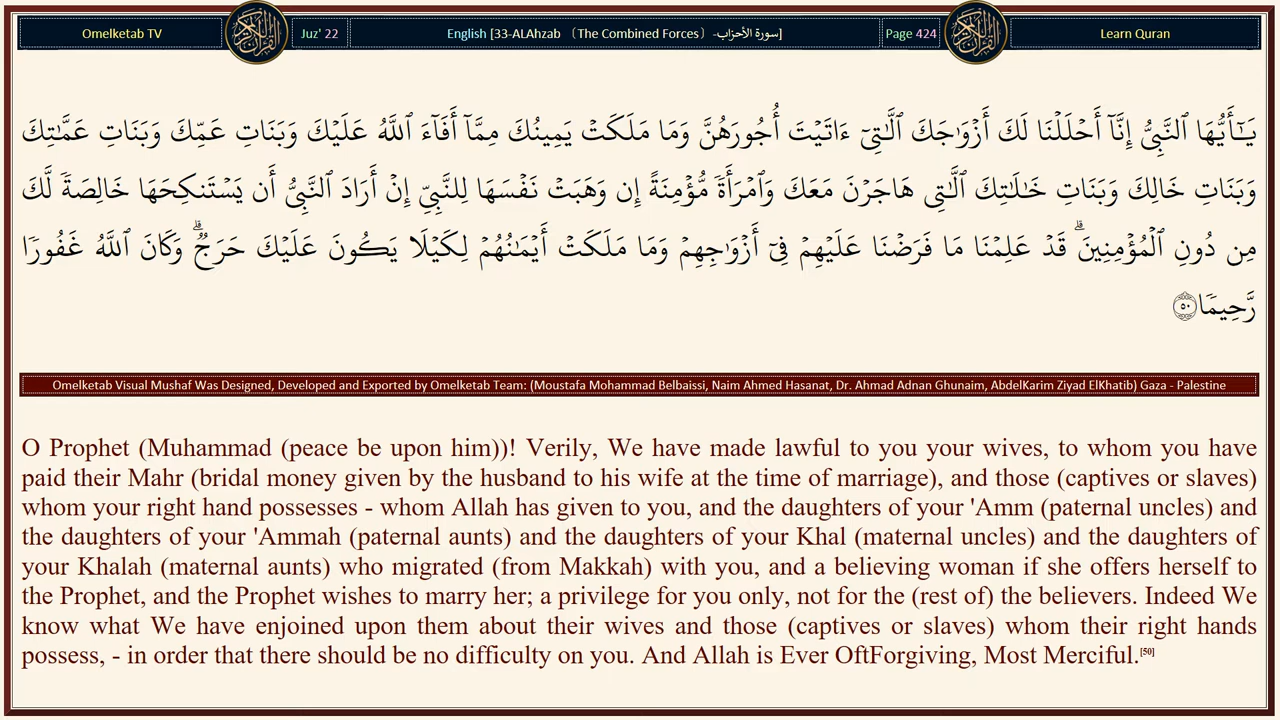 Omelketab TV
Juz' 22
English [33-ALAhzab (The Combined Forces) -سورة الأحزاب]
Page 424
Learn Quran
يَـٰٓأَيُّهَا ٱلنَّبِىُّ إِنَّآ أَحْلَلْنَا لَكَ أَزْوَٰجَكَ ٱلَّـٰتِىٓ ءَاتَيْتَ أُجُورَهُنَّ وَمَا مَلَكَتْ يَمِينُكَ مِمَّآ أَفَآءَ ٱللَّهُ عَلَيْكَ وَبَنَاتِ عَمِّكَ وَبَنَاتِ عَمَّـٰتِكَ
وَبَنَاتِ خَالِكَ وَبَنَاتِ خَـٰلَـٰتِكَ ٱلَّـٰتِى هَاجَرْنَ مَعَكَ وَٱمْرَأَةً مُّؤْمِنَةً إِن وَهَبَتْ نَفْسَهَا لِلنَّبِىِّ إِنْ أَرَادَ ٱلنَّبِىُّ أَن يَسْتَنكِحَهَا خَالِصَةً لَّكَ
مِن دُونِ ٱلْمُؤْمِنِينَ ۗ قَدْ عَلِمْنَا مَا فَرَضْنَا عَلَيْهِمْ فِىٓ أَزْوَٰجِهِمْ وَمَا مَلَكَتْ أَيْمَـٰنُهُمْ لِكَيْلَا يَكُونَ عَلَيْكَ حَرَجٌ ۗ وَكَانَ ٱللَّهُ غَفُورًا
رَّحِيمًا ٥٠
Omelketab Visual Mushaf Was Designed, Developed and Exported by Omelketab Team: (Moustafa Mohammad Belbaissi, Naim Ahmed Hasanat, Dr. Ahmad Adnan Ghunaim, AbdelKarim Ziyad ElKhatib) Gaza - Palestine
O Prophet (Muhammad (peace be upon him))! Verily, We have made lawful to you your wives, to whom you have
paid their Mahr (bridal money given by the husband to his wife at the time of marriage), and those (captives or slaves)
whom your right hand possesses - whom Allah has given to you, and the daughters of your 'Amm (paternal uncles) and
the daughters of your 'Ammah (paternal aunts) and the daughters of your Khal (maternal uncles) and the daughters of
your Khalah (maternal aunts) who migrated (from Makkah) with you, and a believing woman if she offers herself to
the Prophet, and the Prophet wishes to marry her; a privilege for you only, not for the (rest of) the believers. Indeed We
know what We have enjoined upon them about their wives and those (captives or slaves) whom their right hands
possess, - in order that there should be no difficulty on you. And Allah is Ever OftForgiving, Most Merciful.[50]